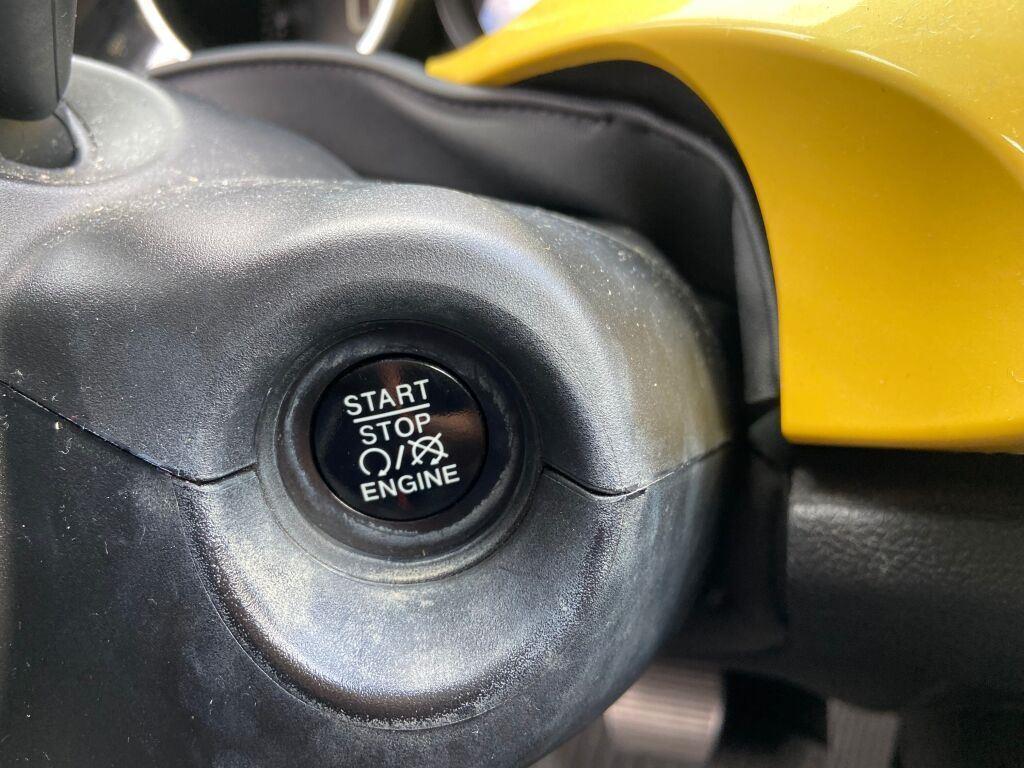 START
STOP
/
ENGINE